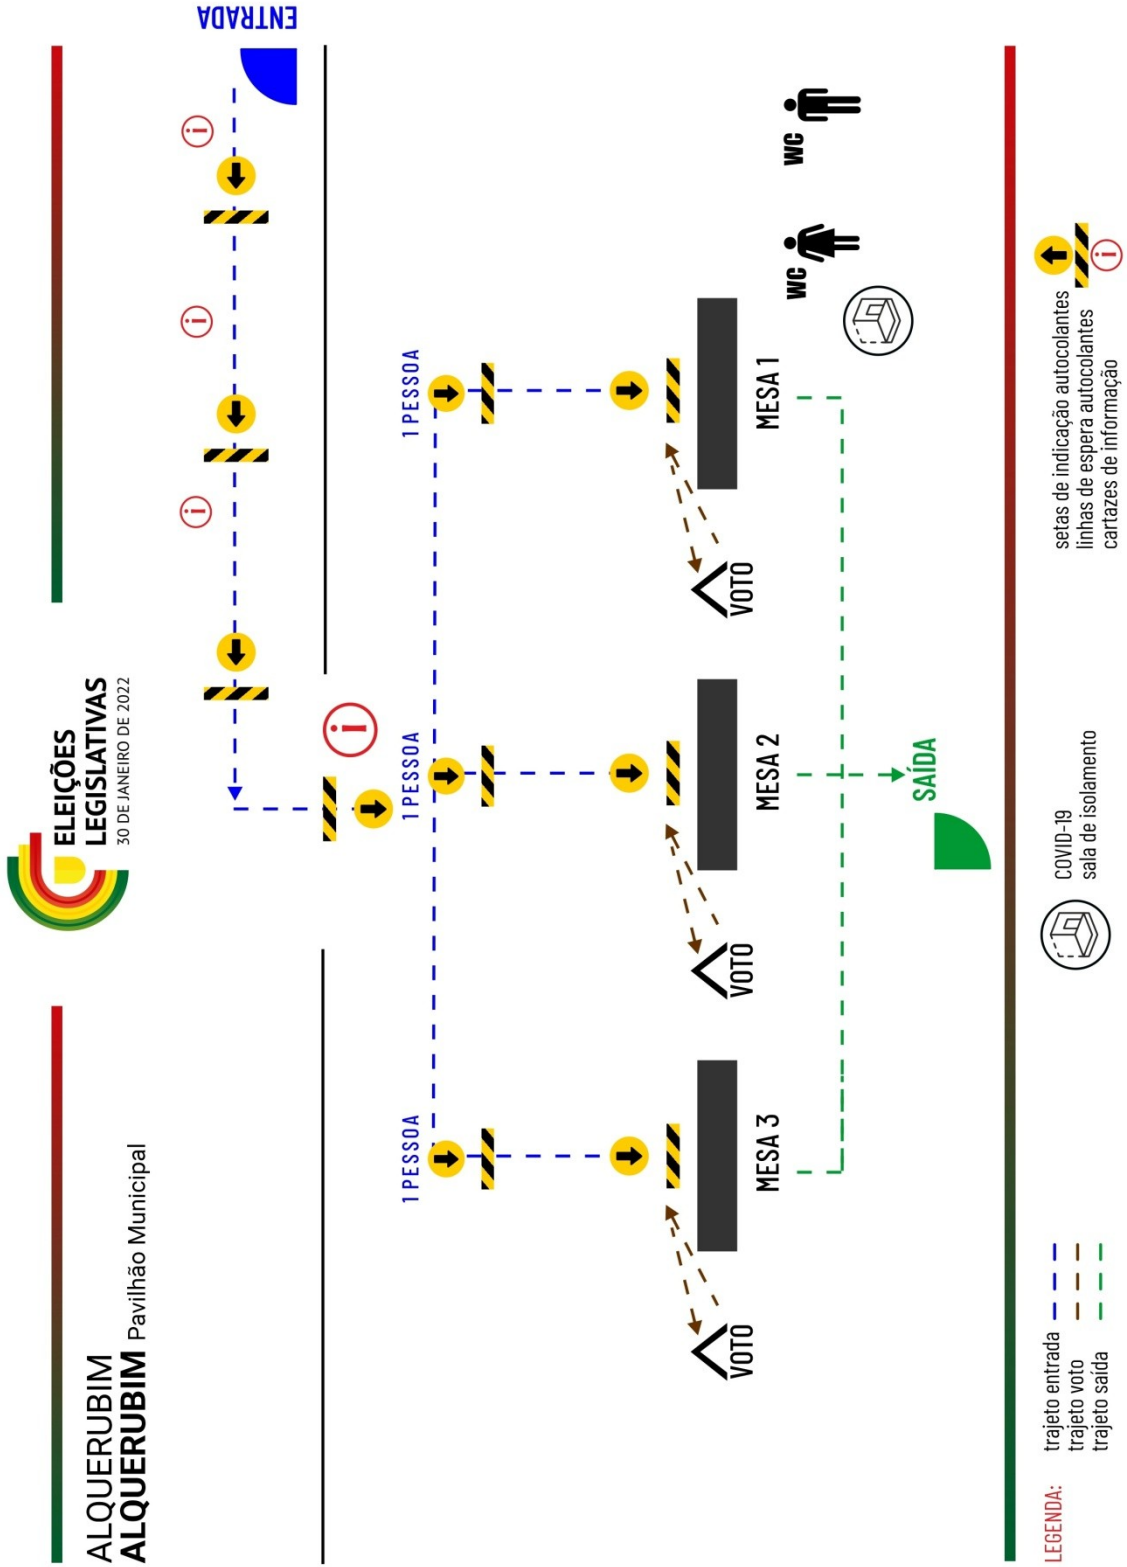 ALQUERUBIM
ALQUERUBIM Pavilhão Municipal
ELEIÇÕES
LEGISLATIVAS
30 DE JANEIRO DE 2022
ENTRADA
1 PESSOA
1 PESSOA
1 PESSOA
VOTO
MESA 3
VOTO
MESA 2
VOTO
MESA 1
WC
WC
SAÍDA
LEGENDA:
trajeto entrada
trajeto voto
trajeto saída
COVID-19
sala de isolamento
setas de indicação autocolantes
linhas de espera autocolantes
cartazes de informação